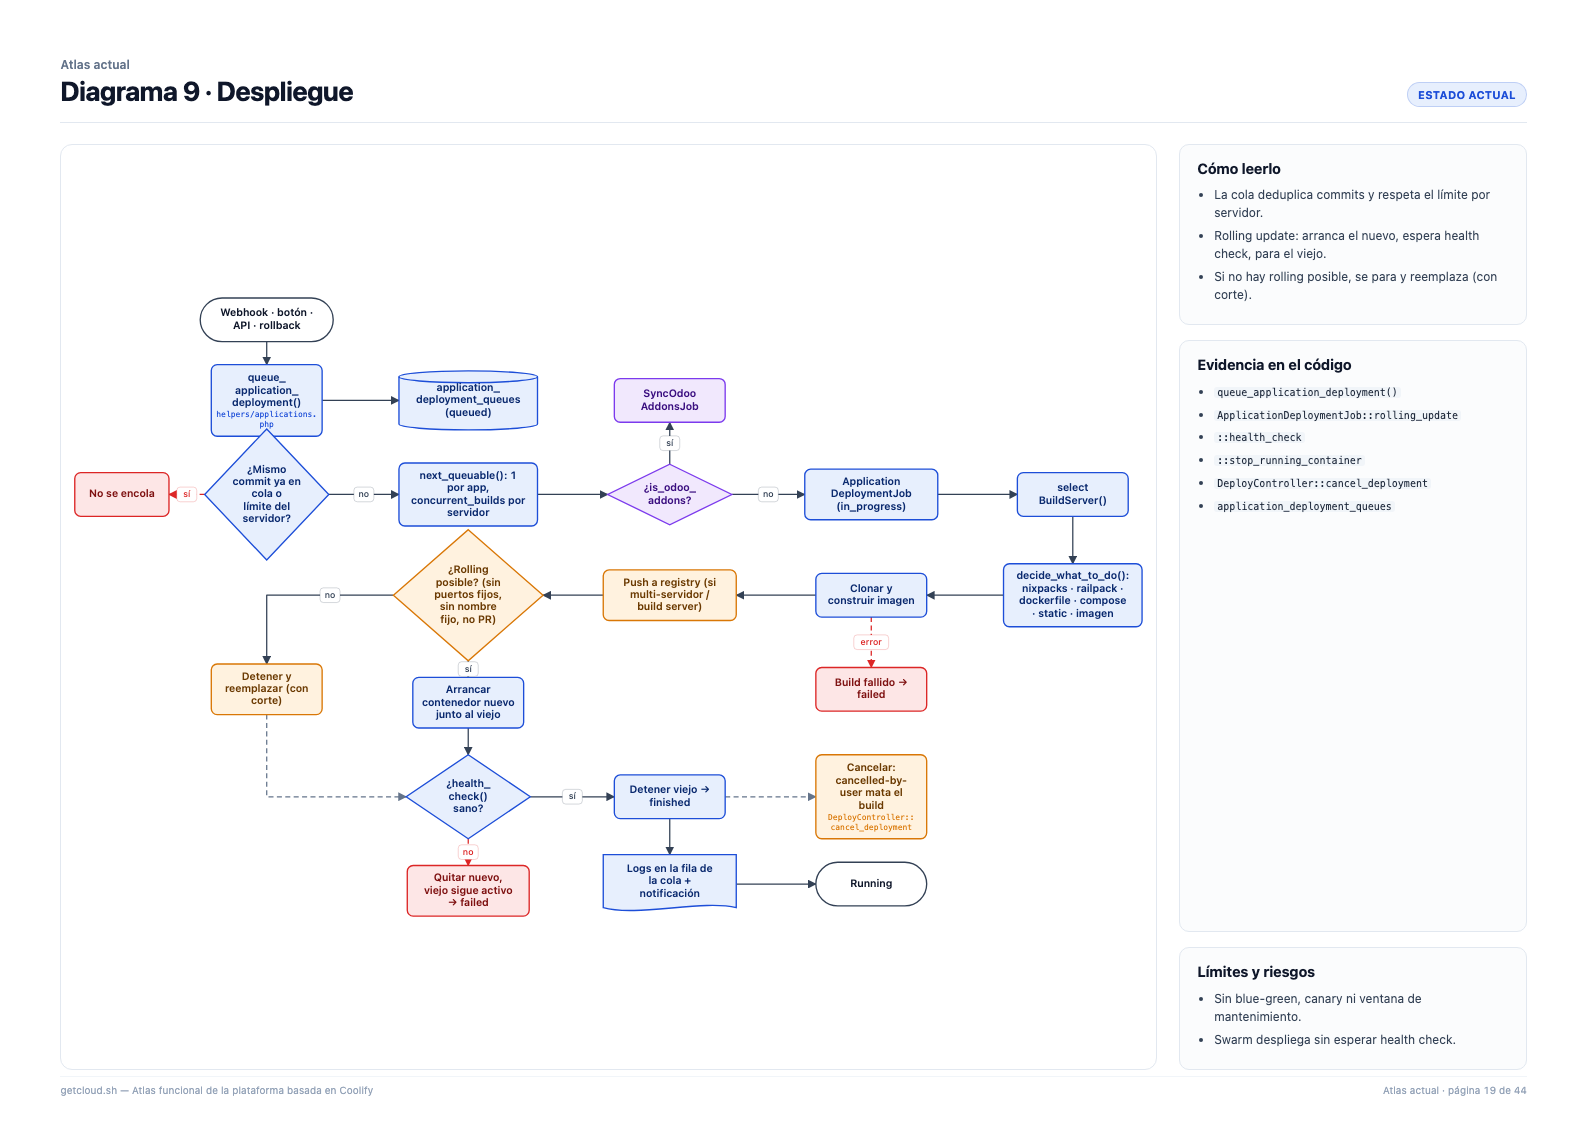 Atlas actual
Diagrama 9 · Despliegue
ESTADO ACTUAL
Webhook · botón ·
API · rollback
queue_
application_
deployment()
helpers/applications.
php
application_
deployment_queues
(queued)
SyncOdoo
AddonsJob
sí
No se encola
sí
¿Mismo
commit ya en
cola o
límite del
servidor?
no
next_queuable(): 1
por app,
concurrent_builds por
servidor
¿is_odoo_
addons?
no
Application
DeploymentJob
(in_progress)
select
BuildServer()
decide_what_to_do():
nixpacks · railpack ·
dockerfile · compose
· static · imagen
Clonar y
construir imagen
Push a registry (si
multi-servidor /
build server)
¿Rolling
posible? (sin
puertos fijos,
sin nombre
fijo, no PR)
no
error
Build fallido →
failed
sí
Detener y
reemplazar (con
corte)
Arrancar
contenedor nuevo
junto al viejo
¿health_
check()
sano?
sí
Detener viejo →
finished
Cancelar:
cancelled-by-
user mata el
build
DeployController::
cancel_deployment
no
Quitar nuevo,
viejo sigue activo
→ failed
Logs en la fila de
la cola +
notificación
Running
Cómo leerlo
• La cola deduplica commits y respeta el límite por
servidor.
• Rolling update: arranca el nuevo, espera health
check, para el viejo.
• Si no hay rolling posible, se para y reemplaza (con
corte).
Evidencia en el código
• queue_application_deployment()
• ApplicationDeploymentJob::rolling_update
• ::health_check
• ::stop_running_container
• DeployController::cancel_deployment
• application_deployment_queues
Límites y riesgos
• Sin blue-green, canary ni ventana de
mantenimiento.
• Swarm despliega sin esperar health check.
getcloud.sh — Atlas funcional de la plataforma basada en Coolify
Atlas actual · página 19 de 44